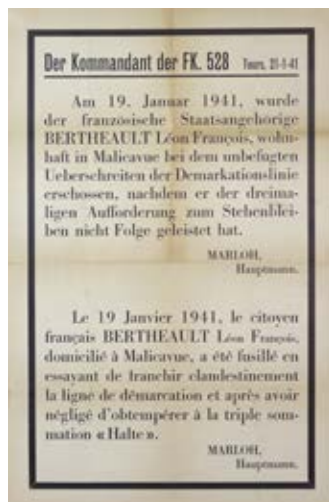 Der Kommandant der FK. 528 Tours, 21-1-41
Am 19. Januar 1941, wurde
der französische Staatsangehörige
BERTHEAULT Léon François, wohn-
haft in Malicavue bei dem unbefugten
Ueberschreiten der Demarkationslinie
erschossen, nachdem er der dreima-
ligen Aufforderung zum Stehenblei-
ben nicht Folge geleistet hat.
MARLOH,
Hauptmann.
Le 19 Janvier 1941, le citoyen
français BERTHEAULT Léon François,
domicilié à Malicavue, a été fusillé en
essayant de franchir clandestinement
la ligne de démarcation et après avoir
négligé d'obtempérer à la triple som-
mation « Halte ».
MARLOH,
Hauptmann.